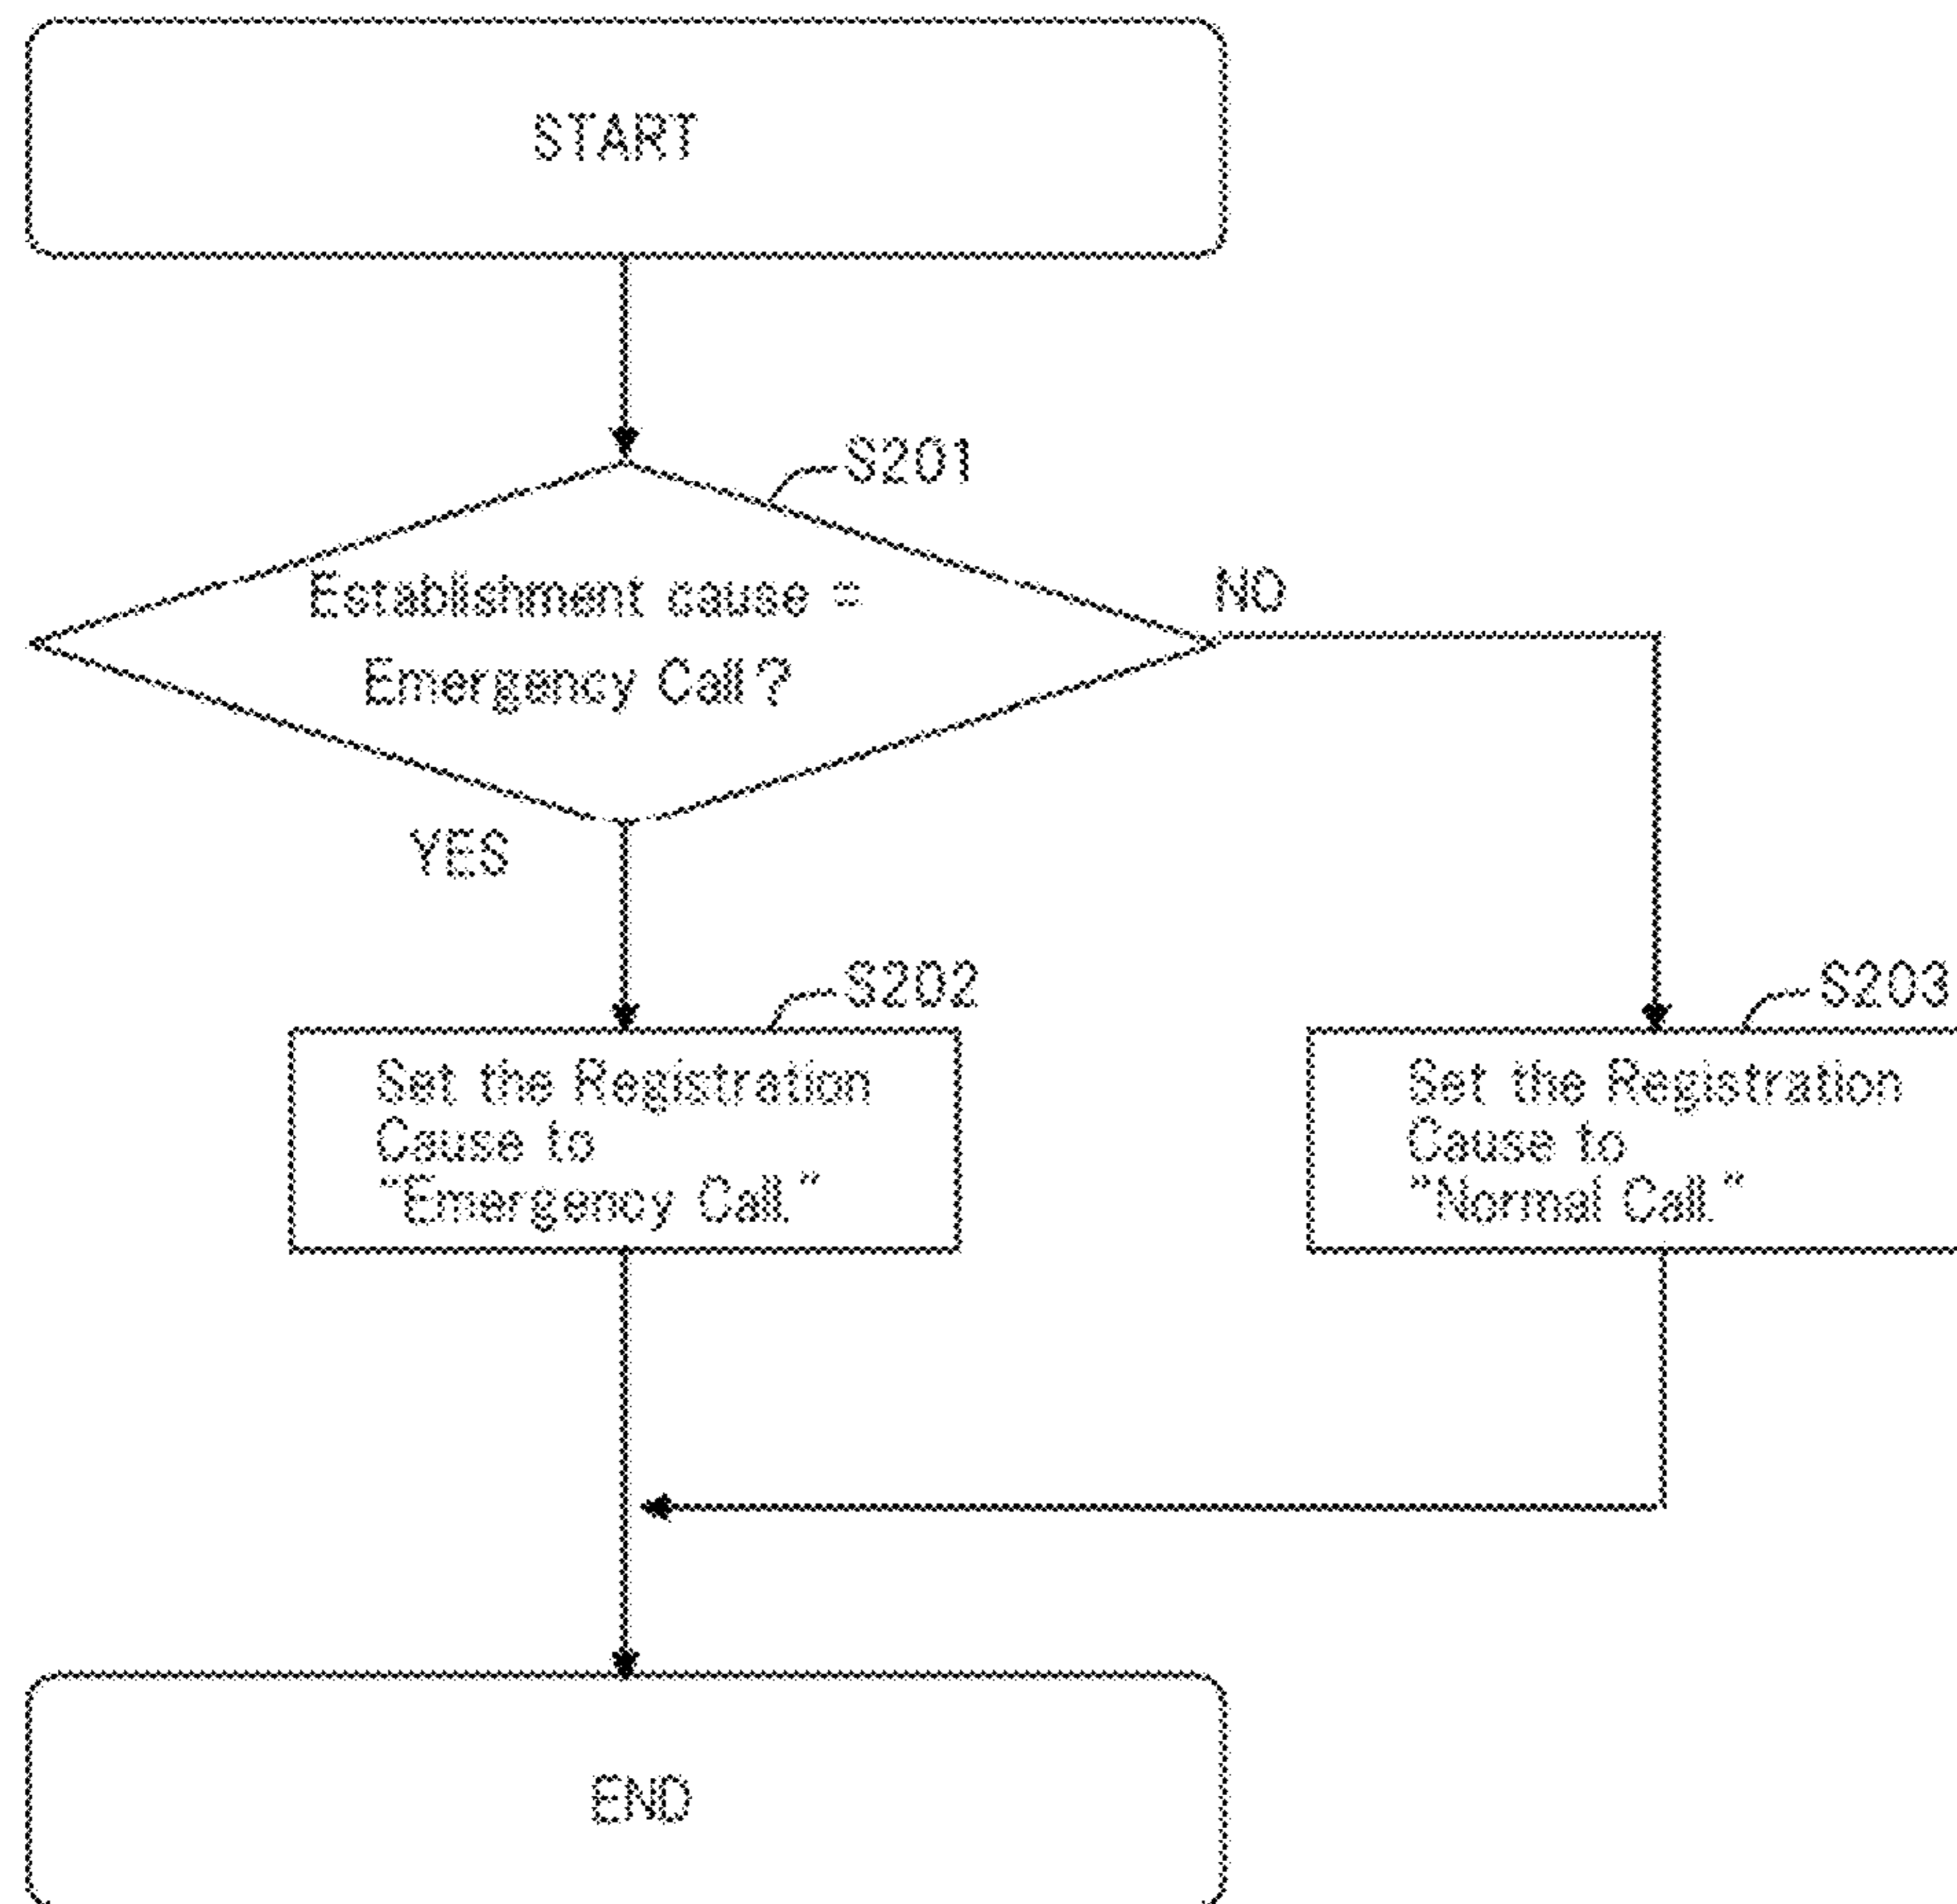 START
S201
Establishment cause =
Emergency Call ?
NO
YES
S202
Set the Registration
Cause to
"Emergency Call"
S203
Set the Registration
Cause to
"Normal Call"
END